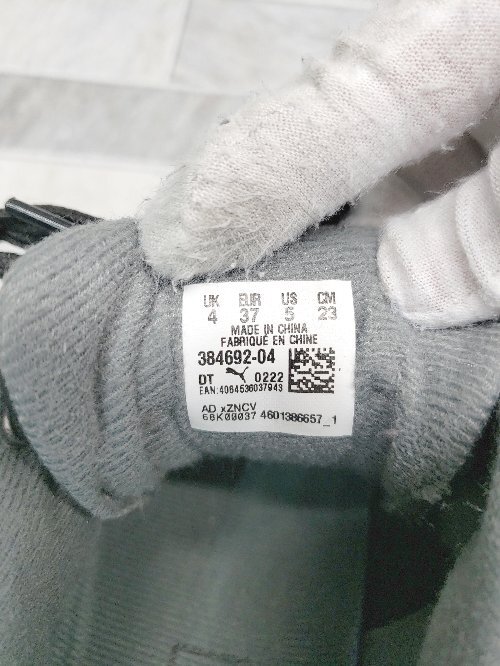 UK EUR US CM
4 37 5 23
MADE IN CHINA
FABRIQUÉ EN CHINE
384692-04
DT 0222
EAN:4064536037943
AD xZNCV
68K00037 4601386657_1